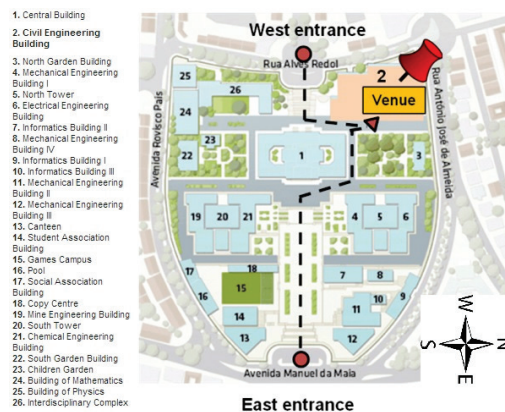 1. Central Building
2. Civil Engineering
Building
3. North Garden Building
4. Mechanical Engineering
Building I
5. North Tower
6. Electrical Engineering
Building
7. Informatics Building II
8. Mechanical Engineering
Building IV
9. Informatics Building I
10. Informatics Building III
11. Mechanical Engineering
Building II
12. Mechanical Engineering
Building III
13. Canteen
14. Student Association
Building
15. Games Campus
16. Pool
17. Social Association
Building
18. Copy Centre
19. Mine Engineering Building
20. South Tower
21. Chemical Engineering
building
22. South Garden Building
23. Children Garden
24. Building of Mathematics
25. Building of Physics
26. Interdisciplinary Complex
West entrance
Rua Alves Redol
2
Venue
Avenida Rovisco Pais
Rua António José de Almeida
25
26
24
23
22
1
3
19
20
21
4
5
6
17
18
7
8
16
15
10
9
14
11
13
12
Avenida Manuel da Maia
East entrance
W
S
N
E